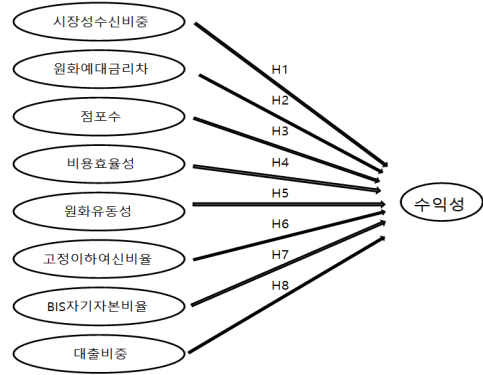 시장성수신비중
H1
원화예대금리차
H2
점포수
H3
비용효율성
H4
원화유동성
H5
수익성
고정이하여신비율
H6
BIS자기자본비율
H7
대출비중
H8